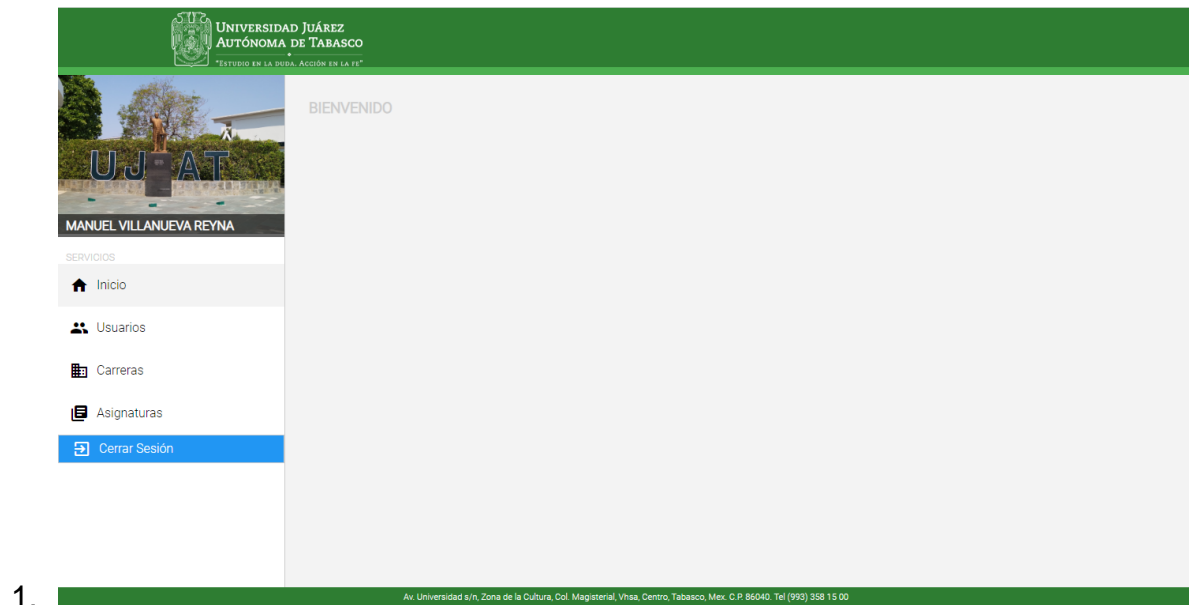 UNIVERSIDAD JUÁREZ
AUTÓNOMA DE TABASCO
"ESTUDIO EN LA DUDA. ACCIÓN EN LA FE"
BIENVENIDO
UJAT
MANUEL VILLANUEVA REYNA
SERVICIOS
Inicio
Usuarios
Carreras
Asignaturas
Cerrar Sesión
1.
Av. Universidad s/n, Zona de la Cultura, Col. Magisterial, Vhsa, Centro, Tabasco, Mex. C.P. 86040. Tel (993) 358 15 00